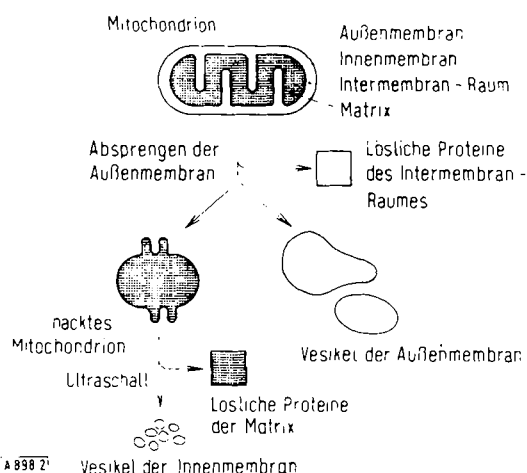 Mitochondrion
Außenmembran
Innenmembran
Intermembran - Raum
Matrix
Absprengen der
Außenmembran
Lösliche Proteine
des Intermembran -
Raumes
nacktes
Mitochondrion
Vesikel der Außenmembran
Ultraschall
Lösliche Proteine
der Matrix
A 898 2
Vesikel der Innenmembran